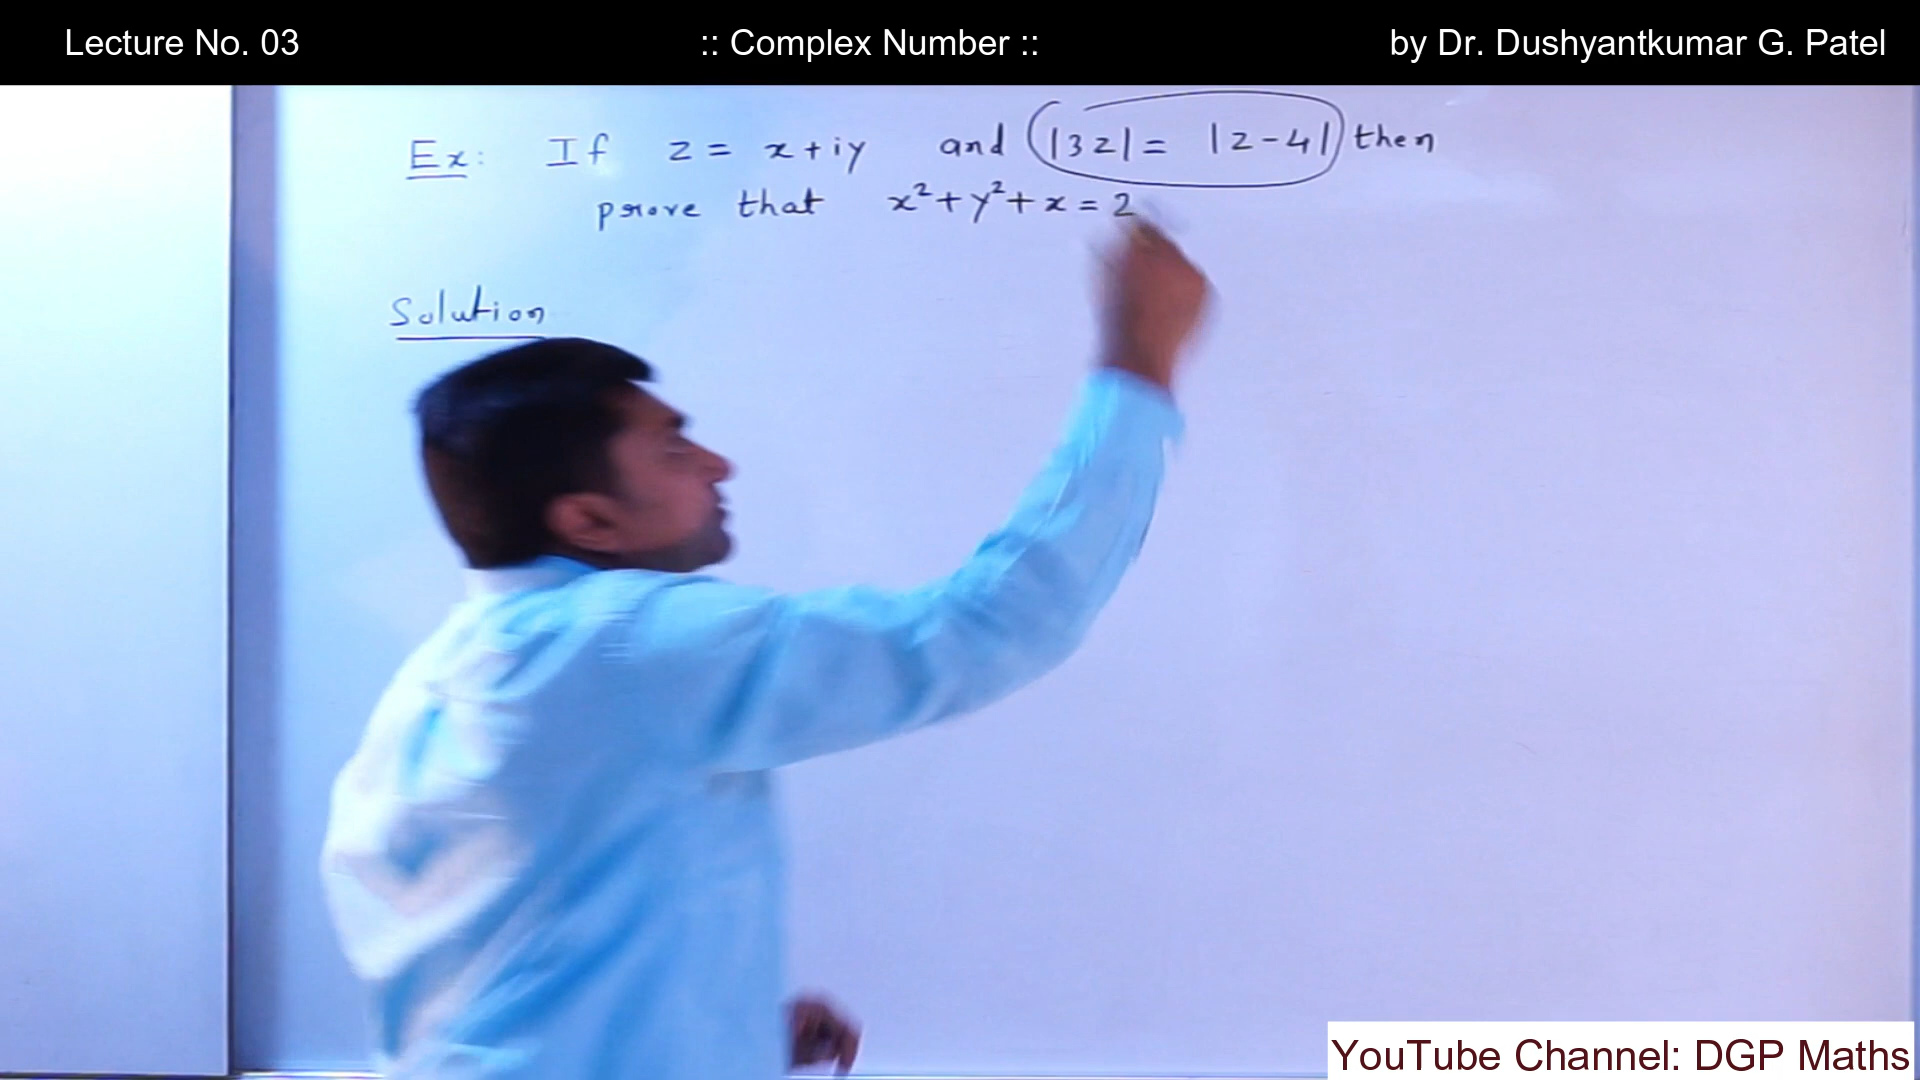 Lecture No. 03
:: Complex Number ::
by Dr. Dushyantkumar G. Patel
Ex: If z = x+iy and |3z| = |z-4| then
prove that x²+y²+x=2
Solution
YouTube Channel: DGP Maths